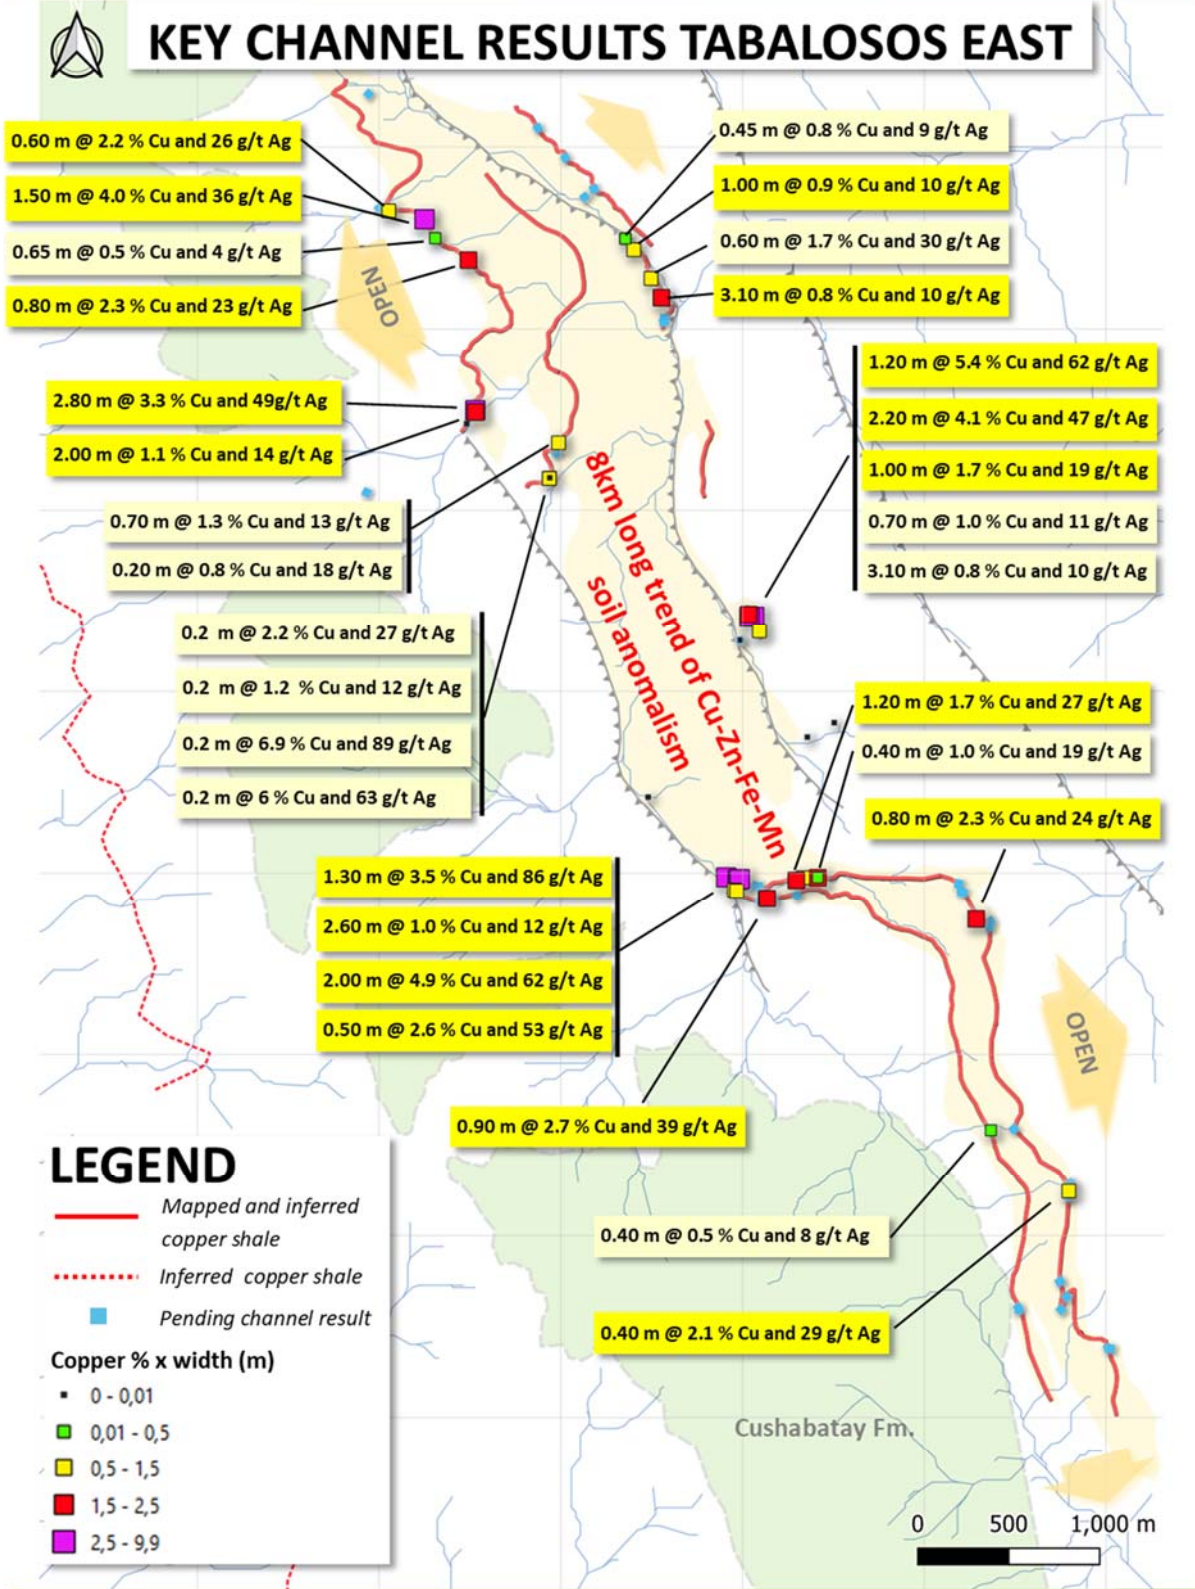 KEY CHANNEL RESULTS TABALOSOS EAST
0.60 m @ 2.2 % Cu and 26 g/t Ag
1.50 m @ 4.0 % Cu and 36 g/t Ag
0.65 m @ 0.5 % Cu and 4 g/t Ag
0.80 m @ 2.3 % Cu and 23 g/t Ag
OPEN
0.45 m @ 0.8 % Cu and 9 g/t Ag
1.00 m @ 0.9 % Cu and 10 g/t Ag
0.60 m @ 1.7 % Cu and 30 g/t Ag
3.10 m @ 0.8 % Cu and 10 g/t Ag
2.80 m @ 3.3 % Cu and 49g/t Ag
2.00 m @ 1.1 % Cu and 14 g/t Ag
1.20 m @ 5.4 % Cu and 62 g/t Ag
2.20 m @ 4.1 % Cu and 47 g/t Ag
1.00 m @ 1.7 % Cu and 19 g/t Ag
0.70 m @ 1.0 % Cu and 11 g/t Ag
3.10 m @ 0.8 % Cu and 10 g/t Ag
0.70 m @ 1.3 % Cu and 13 g/t Ag
0.20 m @ 0.8 % Cu and 18 g/t Ag
8km long trend of Cu-Zn-Fe-Mn
soil anomalism
0.2 m @ 2.2 % Cu and 27 g/t Ag
0.2 m @ 1.2 % Cu and 12 g/t Ag
0.2 m @ 6.9 % Cu and 89 g/t Ag
0.2 m @ 6 % Cu and 63 g/t Ag
1.20 m @ 1.7 % Cu and 27 g/t Ag
0.40 m @ 1.0 % Cu and 19 g/t Ag
0.80 m @ 2.3 % Cu and 24 g/t Ag
1.30 m @ 3.5 % Cu and 86 g/t Ag
2.60 m @ 1.0 % Cu and 12 g/t Ag
2.00 m @ 4.9 % Cu and 62 g/t Ag
0.50 m @ 2.6 % Cu and 53 g/t Ag
OPEN
0.90 m @ 2.7 % Cu and 39 g/t Ag
0.40 m @ 0.5 % Cu and 8 g/t Ag
0.40 m @ 2.1 % Cu and 29 g/t Ag
Cushabatay Fm.
LEGEND
Mapped and inferred
copper shale
Inferred copper shale
Pending channel result
Copper % x width (m)
0 - 0,01
0,01 - 0,5
0,5 - 1,5
1,5 - 2,5
2,5 - 9,9
0 500 1,000 m